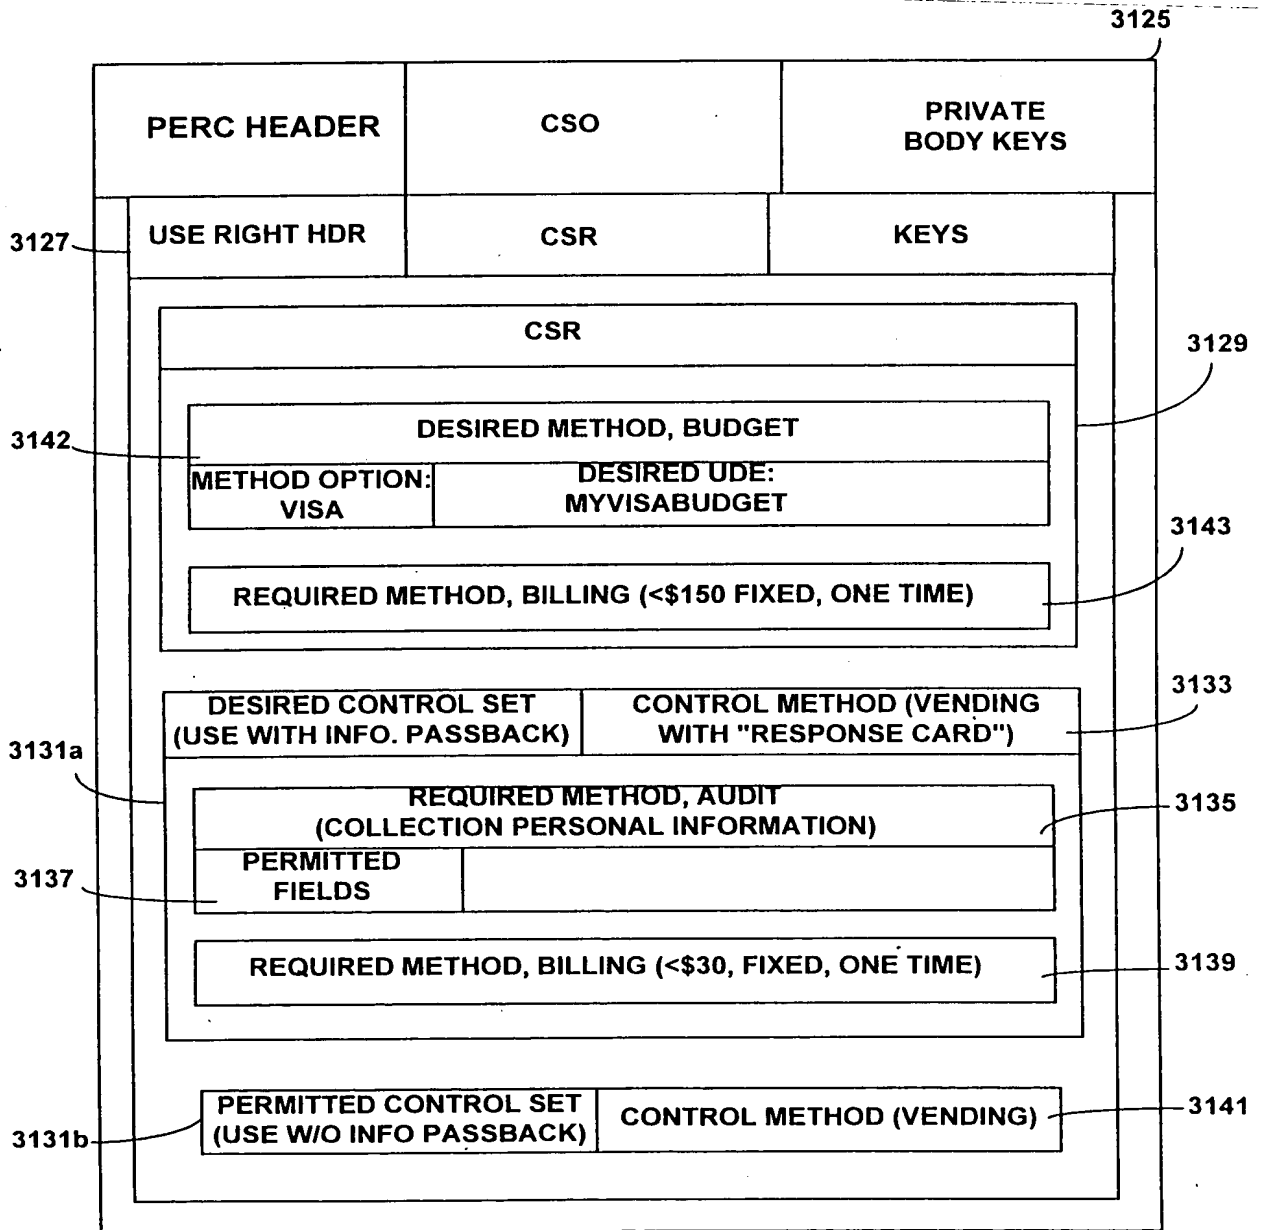 3125
PERC HEADER
CSO
PRIVATE
BODY KEYS
3127
USE RIGHT HDR
CSR
KEYS
CSR
3129
3142
DESIRED METHOD, BUDGET
METHOD OPTION:
VISA
DESIRED UDE:
MYVISABUDGET
3143
REQUIRED METHOD, BILLING (<$150 FIXED, ONE TIME)
3131a
DESIRED CONTROL SET
(USE WITH INFO. PASSBACK)
CONTROL METHOD (VENDING
WITH "RESPONSE CARD")
3133
REQUIRED METHOD, AUDIT
(COLLECTION PERSONAL INFORMATION)
3135
3137
PERMITTED
FIELDS
REQUIRED METHOD, BILLING (<$30, FIXED, ONE TIME)
3139
3131b
PERMITTED CONTROL SET
(USE W/O INFO PASSBACK)
CONTROL METHOD (VENDING)
3141